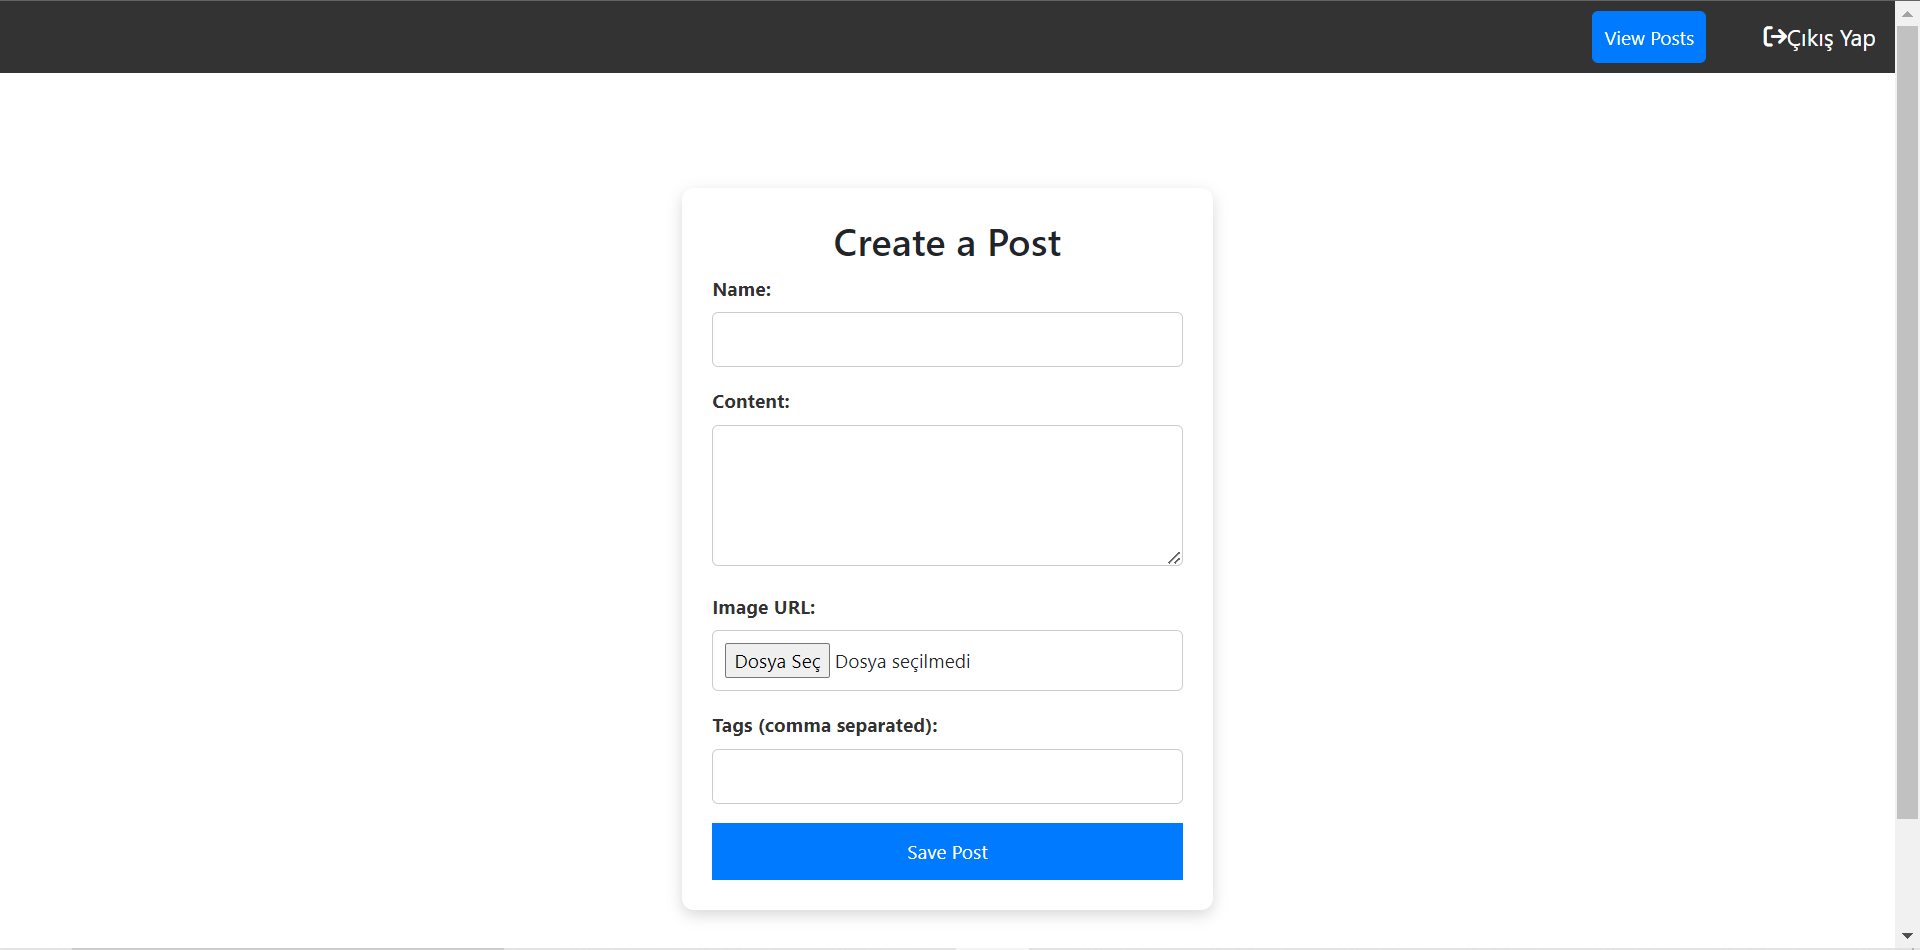 View Posts
Çıkış Yap
Create a Post
Name:
Content:
Image URL:
Dosya Seç Dosya seçilmedi
Tags (comma separated):
Save Post